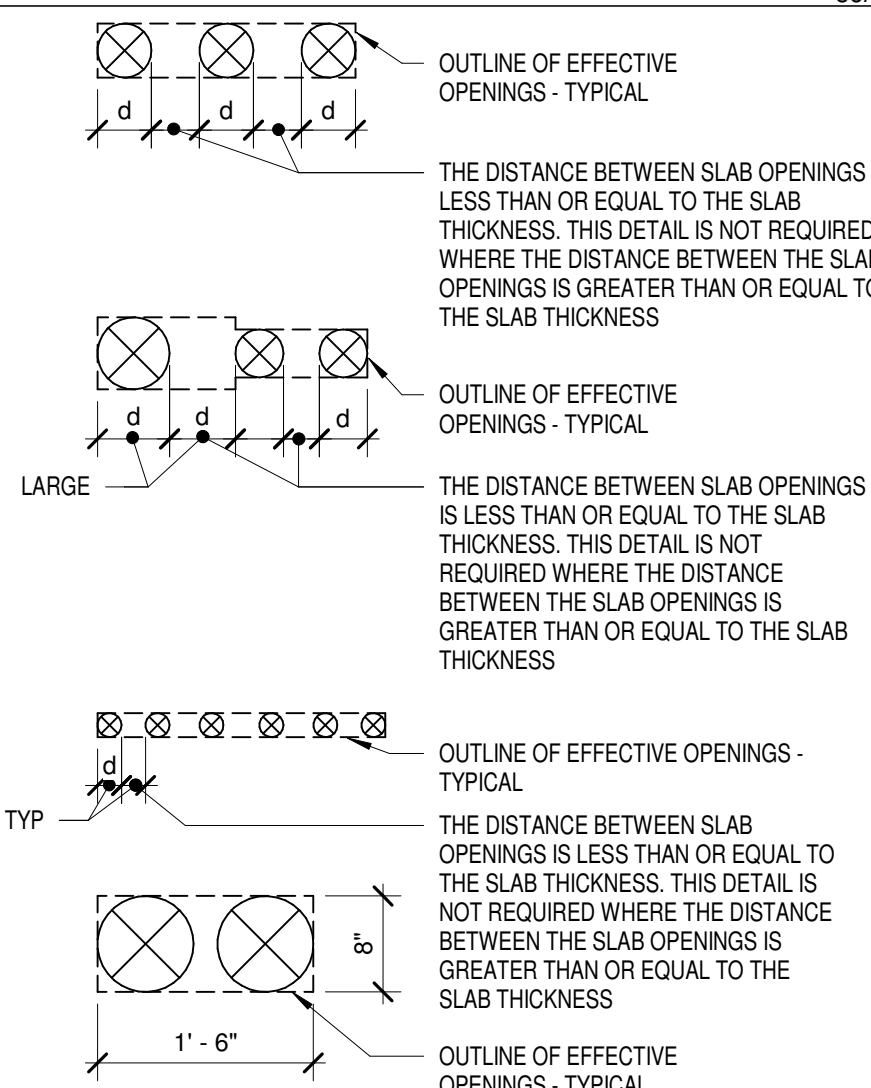 OUTLINE OF EFFECTIVE
OPENINGS - TYPICAL
d d d
THE DISTANCE BETWEEN SLAB OPENINGS
LESS THAN OR EQUAL TO THE SLAB
THICKNESS. THIS DETAIL IS NOT REQUIRED
WHERE THE DISTANCE BETWEEN THE SLAB
OPENINGS IS GREATER THAN OR EQUAL TO
THE SLAB THICKNESS
OUTLINE OF EFFECTIVE
OPENINGS - TYPICAL
d d d
LARGE
THE DISTANCE BETWEEN SLAB OPENINGS
IS LESS THAN OR EQUAL TO THE SLAB
THICKNESS. THIS DETAIL IS NOT
REQUIRED WHERE THE DISTANCE
BETWEEN THE SLAB OPENINGS IS
GREATER THAN OR EQUAL TO THE SLAB
THICKNESS
OUTLINE OF EFFECTIVE OPENINGS -
TYPICAL
d
TYP
THE DISTANCE BETWEEN SLAB
OPENINGS IS LESS THAN OR EQUAL TO
THE SLAB THICKNESS. THIS DETAIL IS
NOT REQUIRED WHERE THE DISTANCE
BETWEEN THE SLAB OPENINGS IS
GREATER THAN OR EQUAL TO THE
SLAB THICKNESS
8"
1' - 6"
OUTLINE OF EFFECTIVE
OPENINGS - TYPICAL